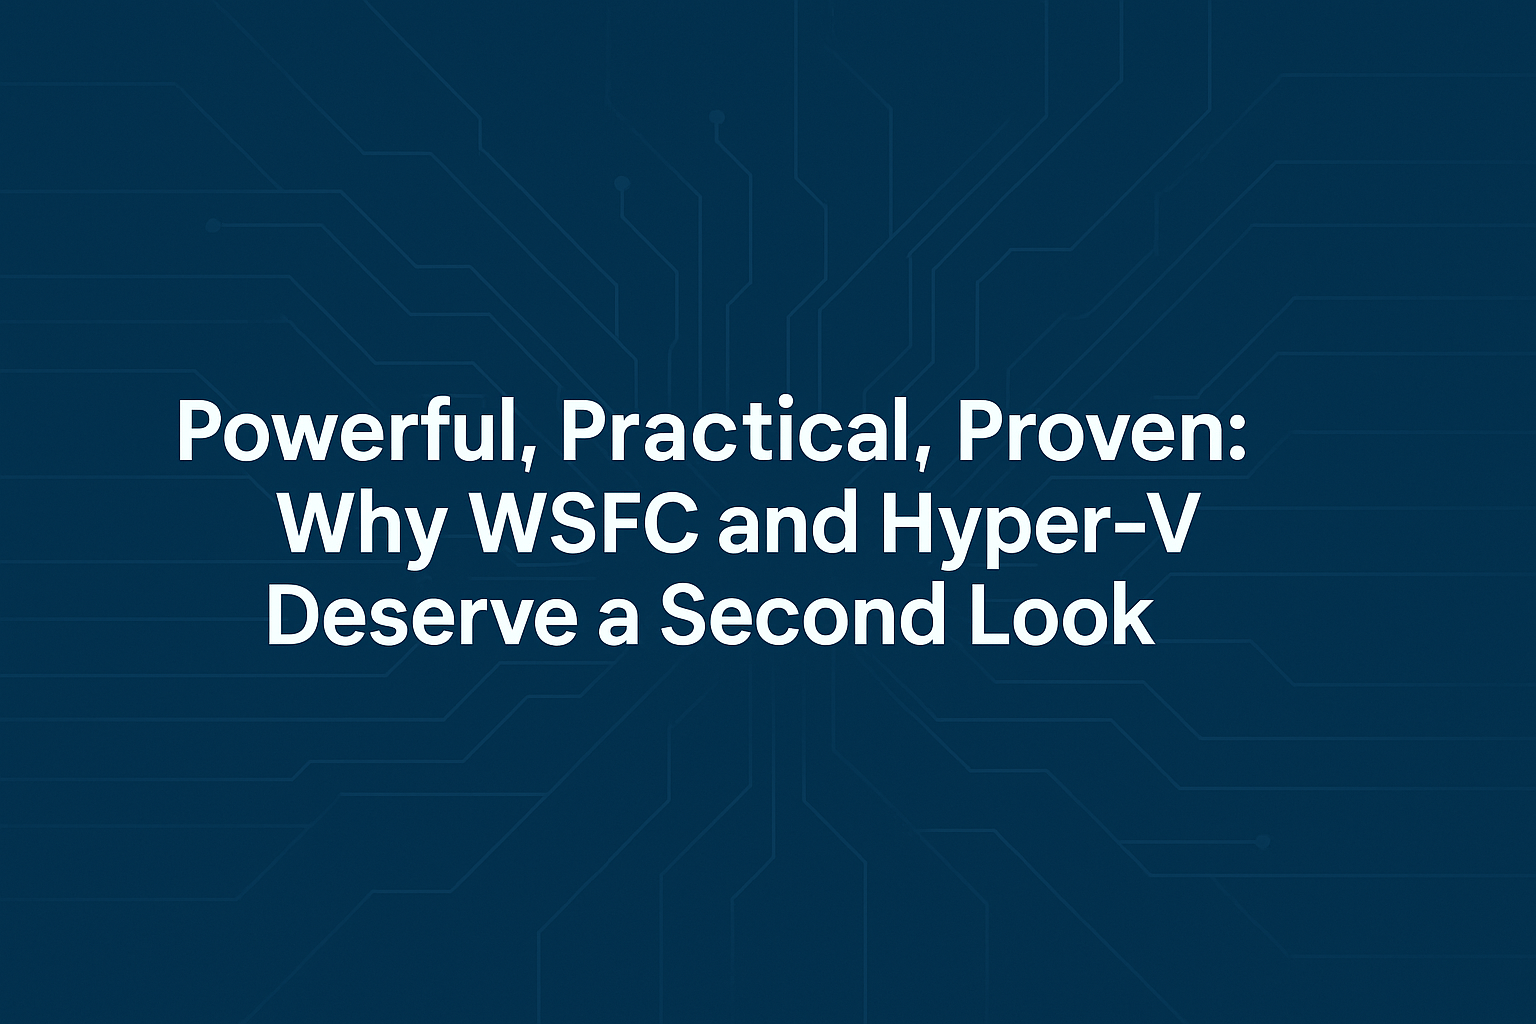 Powerful, Practical, Proven:
Why WSFC and Hyper-V
Deserve a Second Look